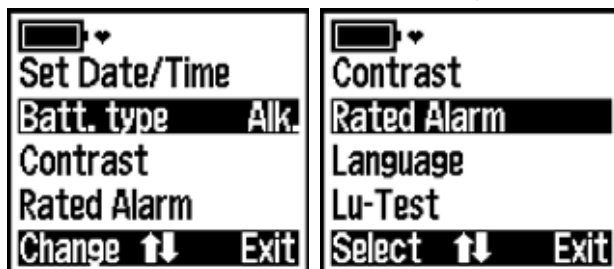 Set Date/Time
Batt. type Alk.
Contrast
Rated Alarm
Change ⬆⬇ Exit
Contrast
Rated Alarm
Language
Lu-Test
Select ⬆⬇ Exit